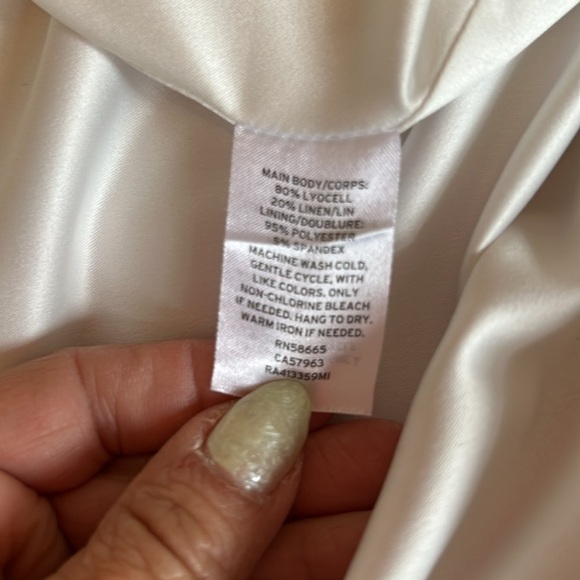 MAIN BODY/CORPS:
80% LYOCELL
20% LINEN/LIN
LINING/DOUBLURE:
95% POLYESTER
5% SPANDEX
MACHINE WASH COLD,
GENTLE CYCLE, WITH
LIKE COLORS. ONLY
NON-CHLORINE BLEACH
IF NEEDED. HANG TO DRY.
WARM IRON IF NEEDED.
RN58665
CA57963
RA413359MI